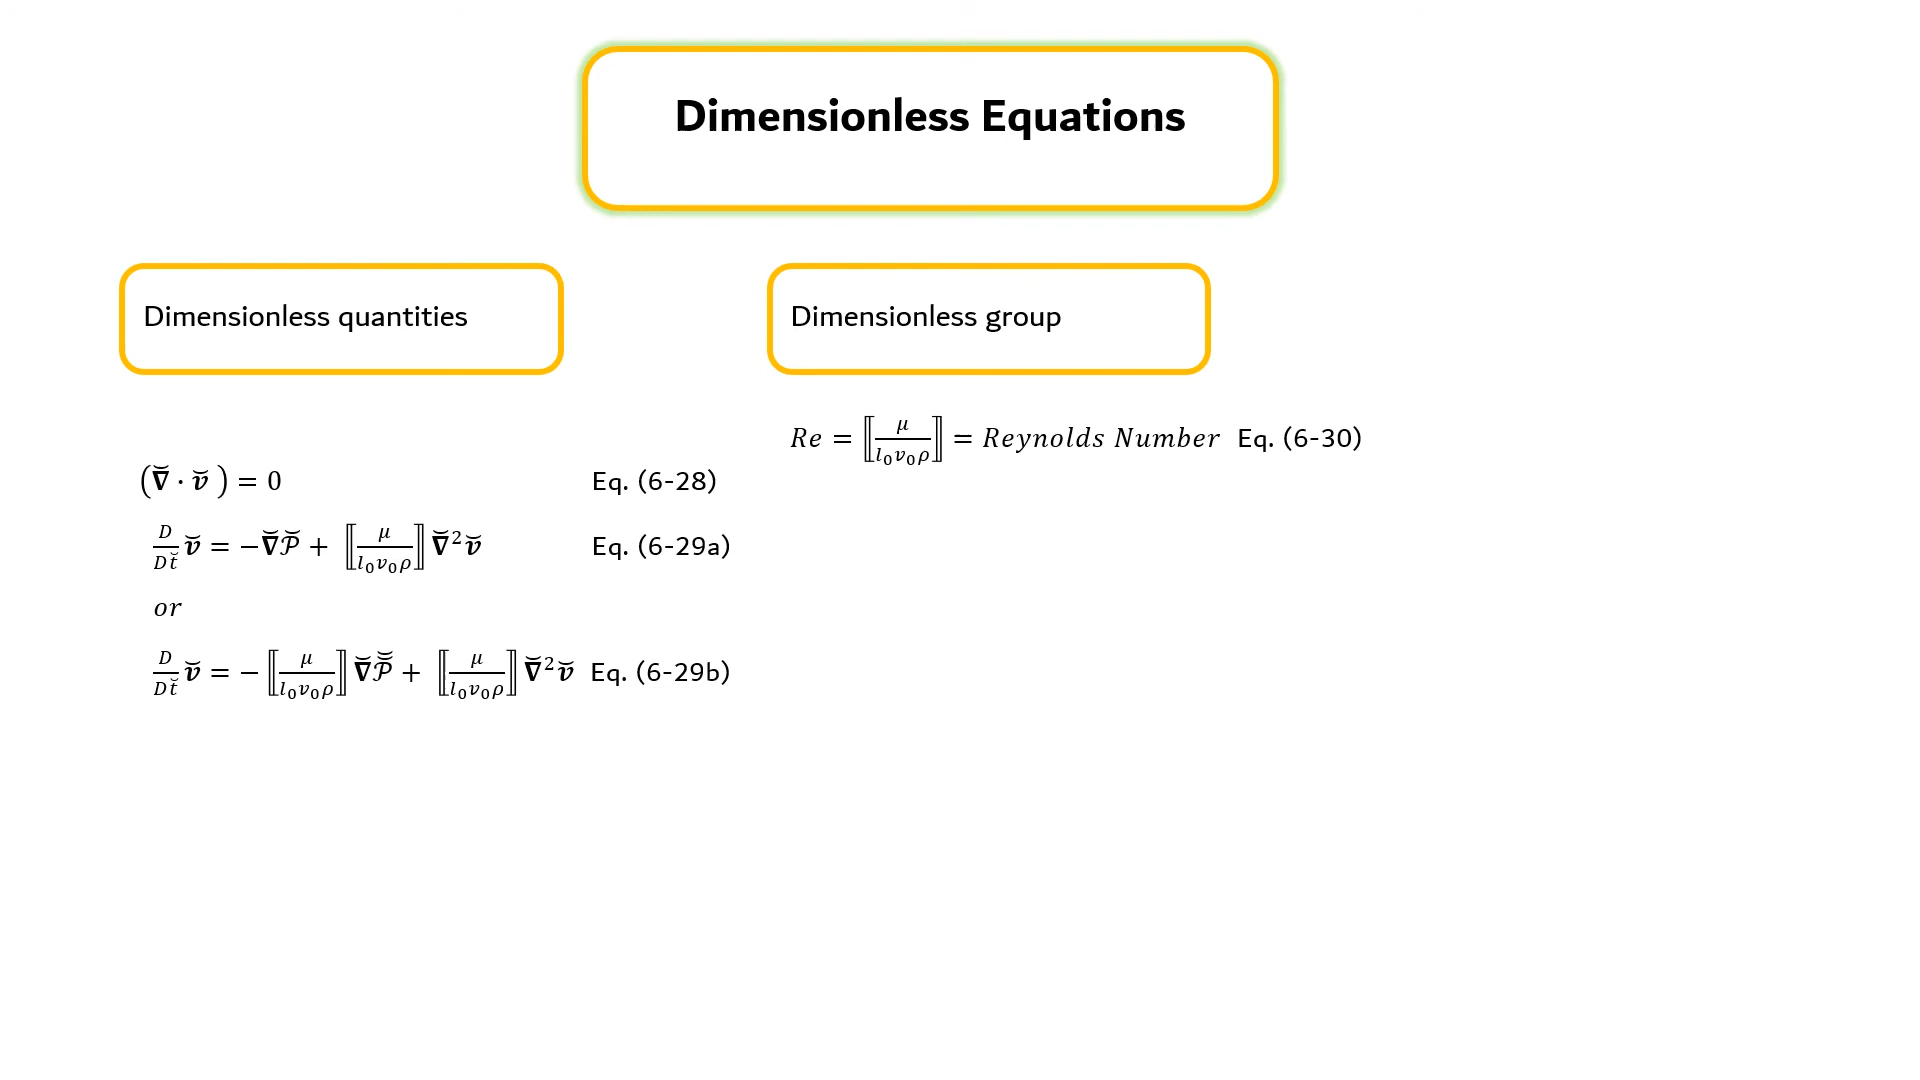 Dimensionless Equations
Dimensionless quantities
Dimensionless group
Re = ⟦μ/(l₀v₀ρ)⟧ = Reynolds Number Eq. (6-30)
(∇̆ · v̆ ) = 0 Eq. (6-28)
D/Dt̆ v̆ = −∇̆𝒫̆ + ⟦μ/(l₀v₀ρ)⟧ ∇̆²v̆ Eq. (6-29a)
or
D/Dt̆ v̆ = − ⟦μ/(l₀v₀ρ)⟧ ∇̆𝒫̆̆ + ⟦μ/(l₀v₀ρ)⟧ ∇̆²v̆ Eq. (6-29b)